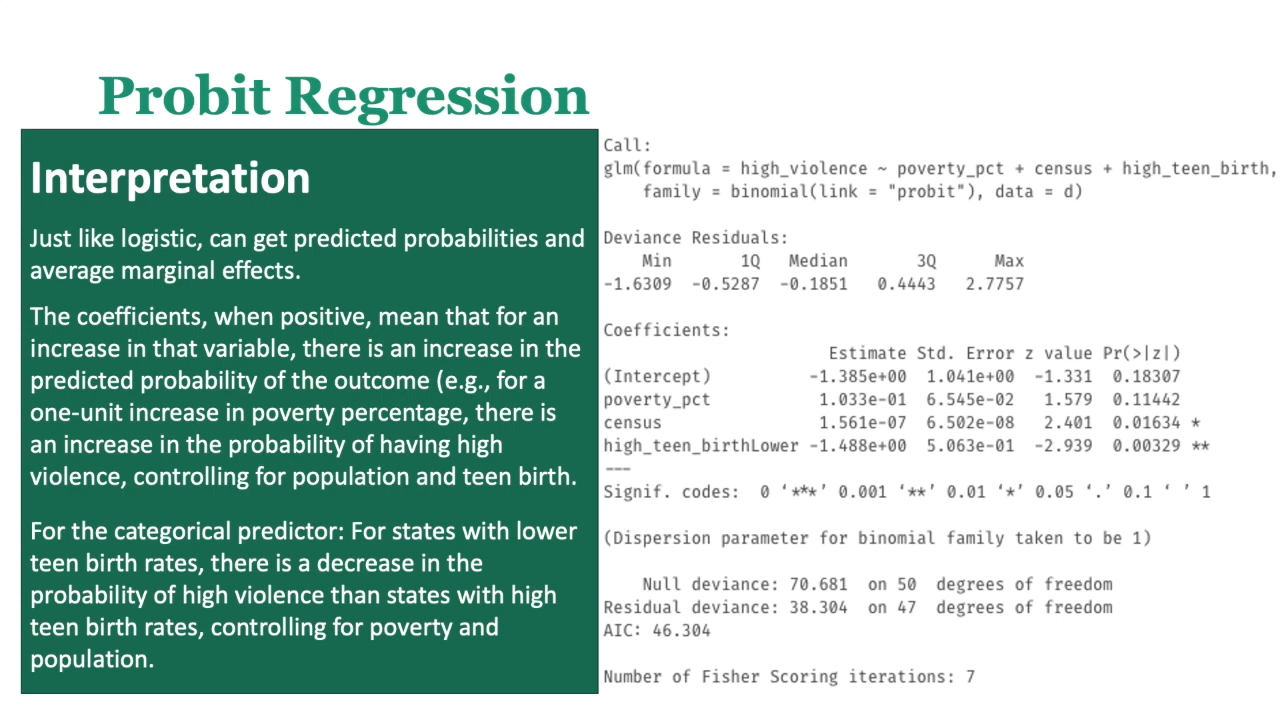 Probit Regression
Interpretation
Just like logistic, can get predicted probabilities and
average marginal effects.
The coefficients, when positive, mean that for an
increase in that variable, there is an increase in the
predicted probability of the outcome (e.g., for a
one-unit increase in poverty percentage, there is
an increase in the probability of having high
violence, controlling for population and teen birth.
For the categorical predictor: For states with lower
teen birth rates, there is a decrease in the
probability of high violence than states with high
teen birth rates, controlling for poverty and
population.
Call:
glm(formula = high_violence ~ poverty_pct + census + high_teen_birth,
    family = binomial(link = "probit"), data = d)
Deviance Residuals:
    Min       1Q   Median       3Q      Max
-1.6309  -0.5287  -0.1851   0.4443   2.7757
Coefficients:
                       Estimate Std. Error z value Pr(>|z|)
(Intercept)          -1.385e+00  1.041e+00  -1.331  0.18307
poverty_pct           1.033e-01  6.545e-02   1.579  0.11442
census                1.561e-07  6.502e-08   2.401  0.01634 *
high_teen_birthLower -1.488e+00  5.063e-01  -2.939  0.00329 **
---
Signif. codes:  0 ‘***’ 0.001 ‘**’ 0.01 ‘*’ 0.05 ‘.’ 0.1 ‘ ’ 1
(Dispersion parameter for binomial family taken to be 1)
    Null deviance: 70.681  on 50  degrees of freedom
Residual deviance: 38.304  on 47  degrees of freedom
AIC: 46.304
Number of Fisher Scoring iterations: 7